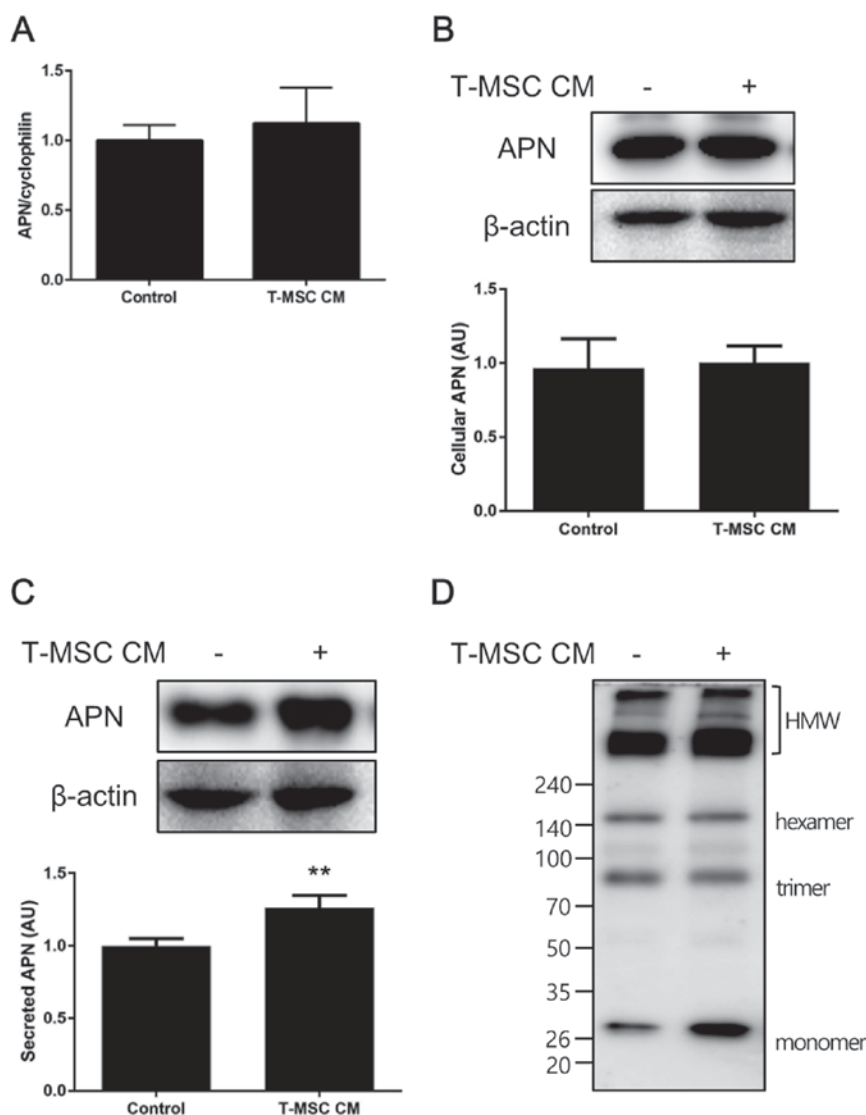 A
1.5
1.0
0.5
0.0
APN/cyclophilin
Control
T-MSC CM
B
T-MSC CM - +
APN
β-actin
1.5
1.0
0.5
0.0
Cellular APN (AU)
Control
T-MSC CM
C
T-MSC CM - +
APN
β-actin
**
1.5
1.0
0.5
0.0
Secreted APN (AU)
Control
T-MSC CM
D
T-MSC CM - +
HMW
240
140
hexamer
100
trimer
70
50
35
26
monomer
20